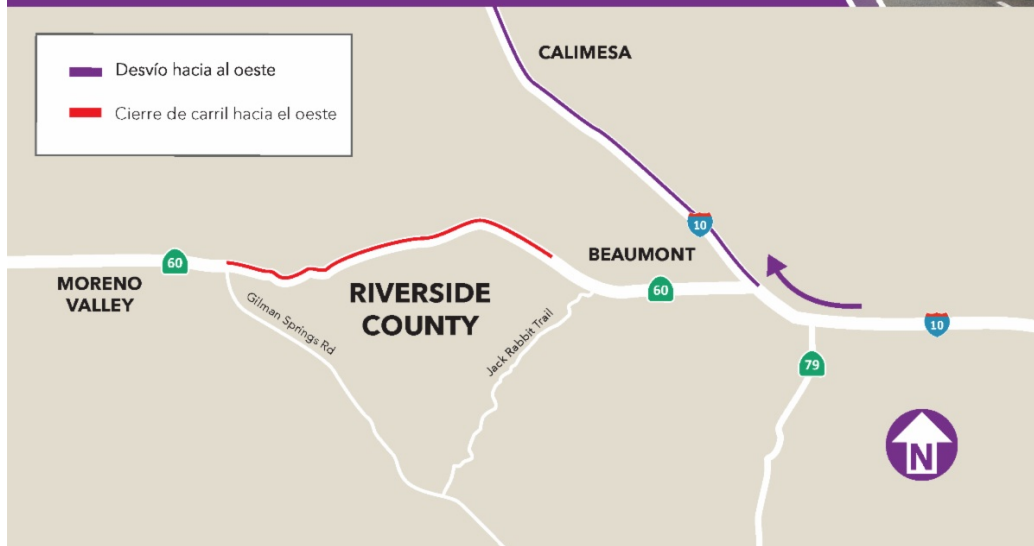 CALIMESA
Desvío hacia al oeste
Cierre de carril hacia el oeste
10
BEAUMONT
60
MORENO
VALLEY
Gilman Springs Rd
RIVERSIDE
COUNTY
60
Jack Rabbit Trail
10
79
N